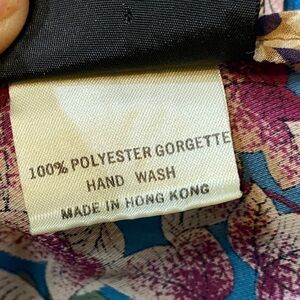 100% POLYESTER GORGETTE
HAND WASH
MADE IN HONG KONG